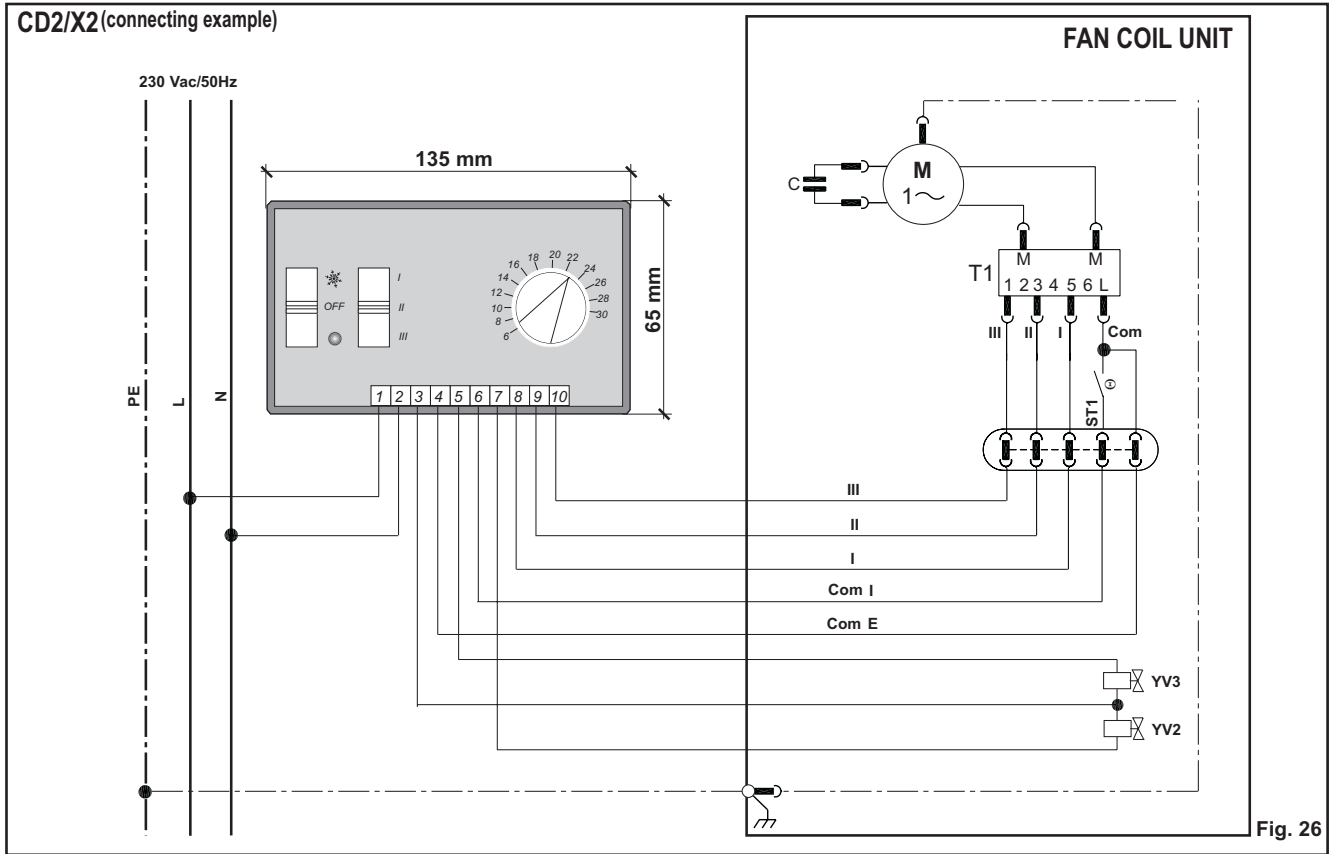 CD2/X2 (connecting example)
FAN COIL UNIT
230 Vac/50Hz
135 mm
65 mm
OFF
I
II
III
6
8
10
12
14
16
18
20
22
24
26
28
30
1 2 3 4 5 6 7 8 9 10
PE
L
N
C
M
1~
M M
T1
1 2 3 4 5 6 L
III II I Com
ST1
Θ
III
II
I
Com I
Com E
YV3
YV2
Fig. 26